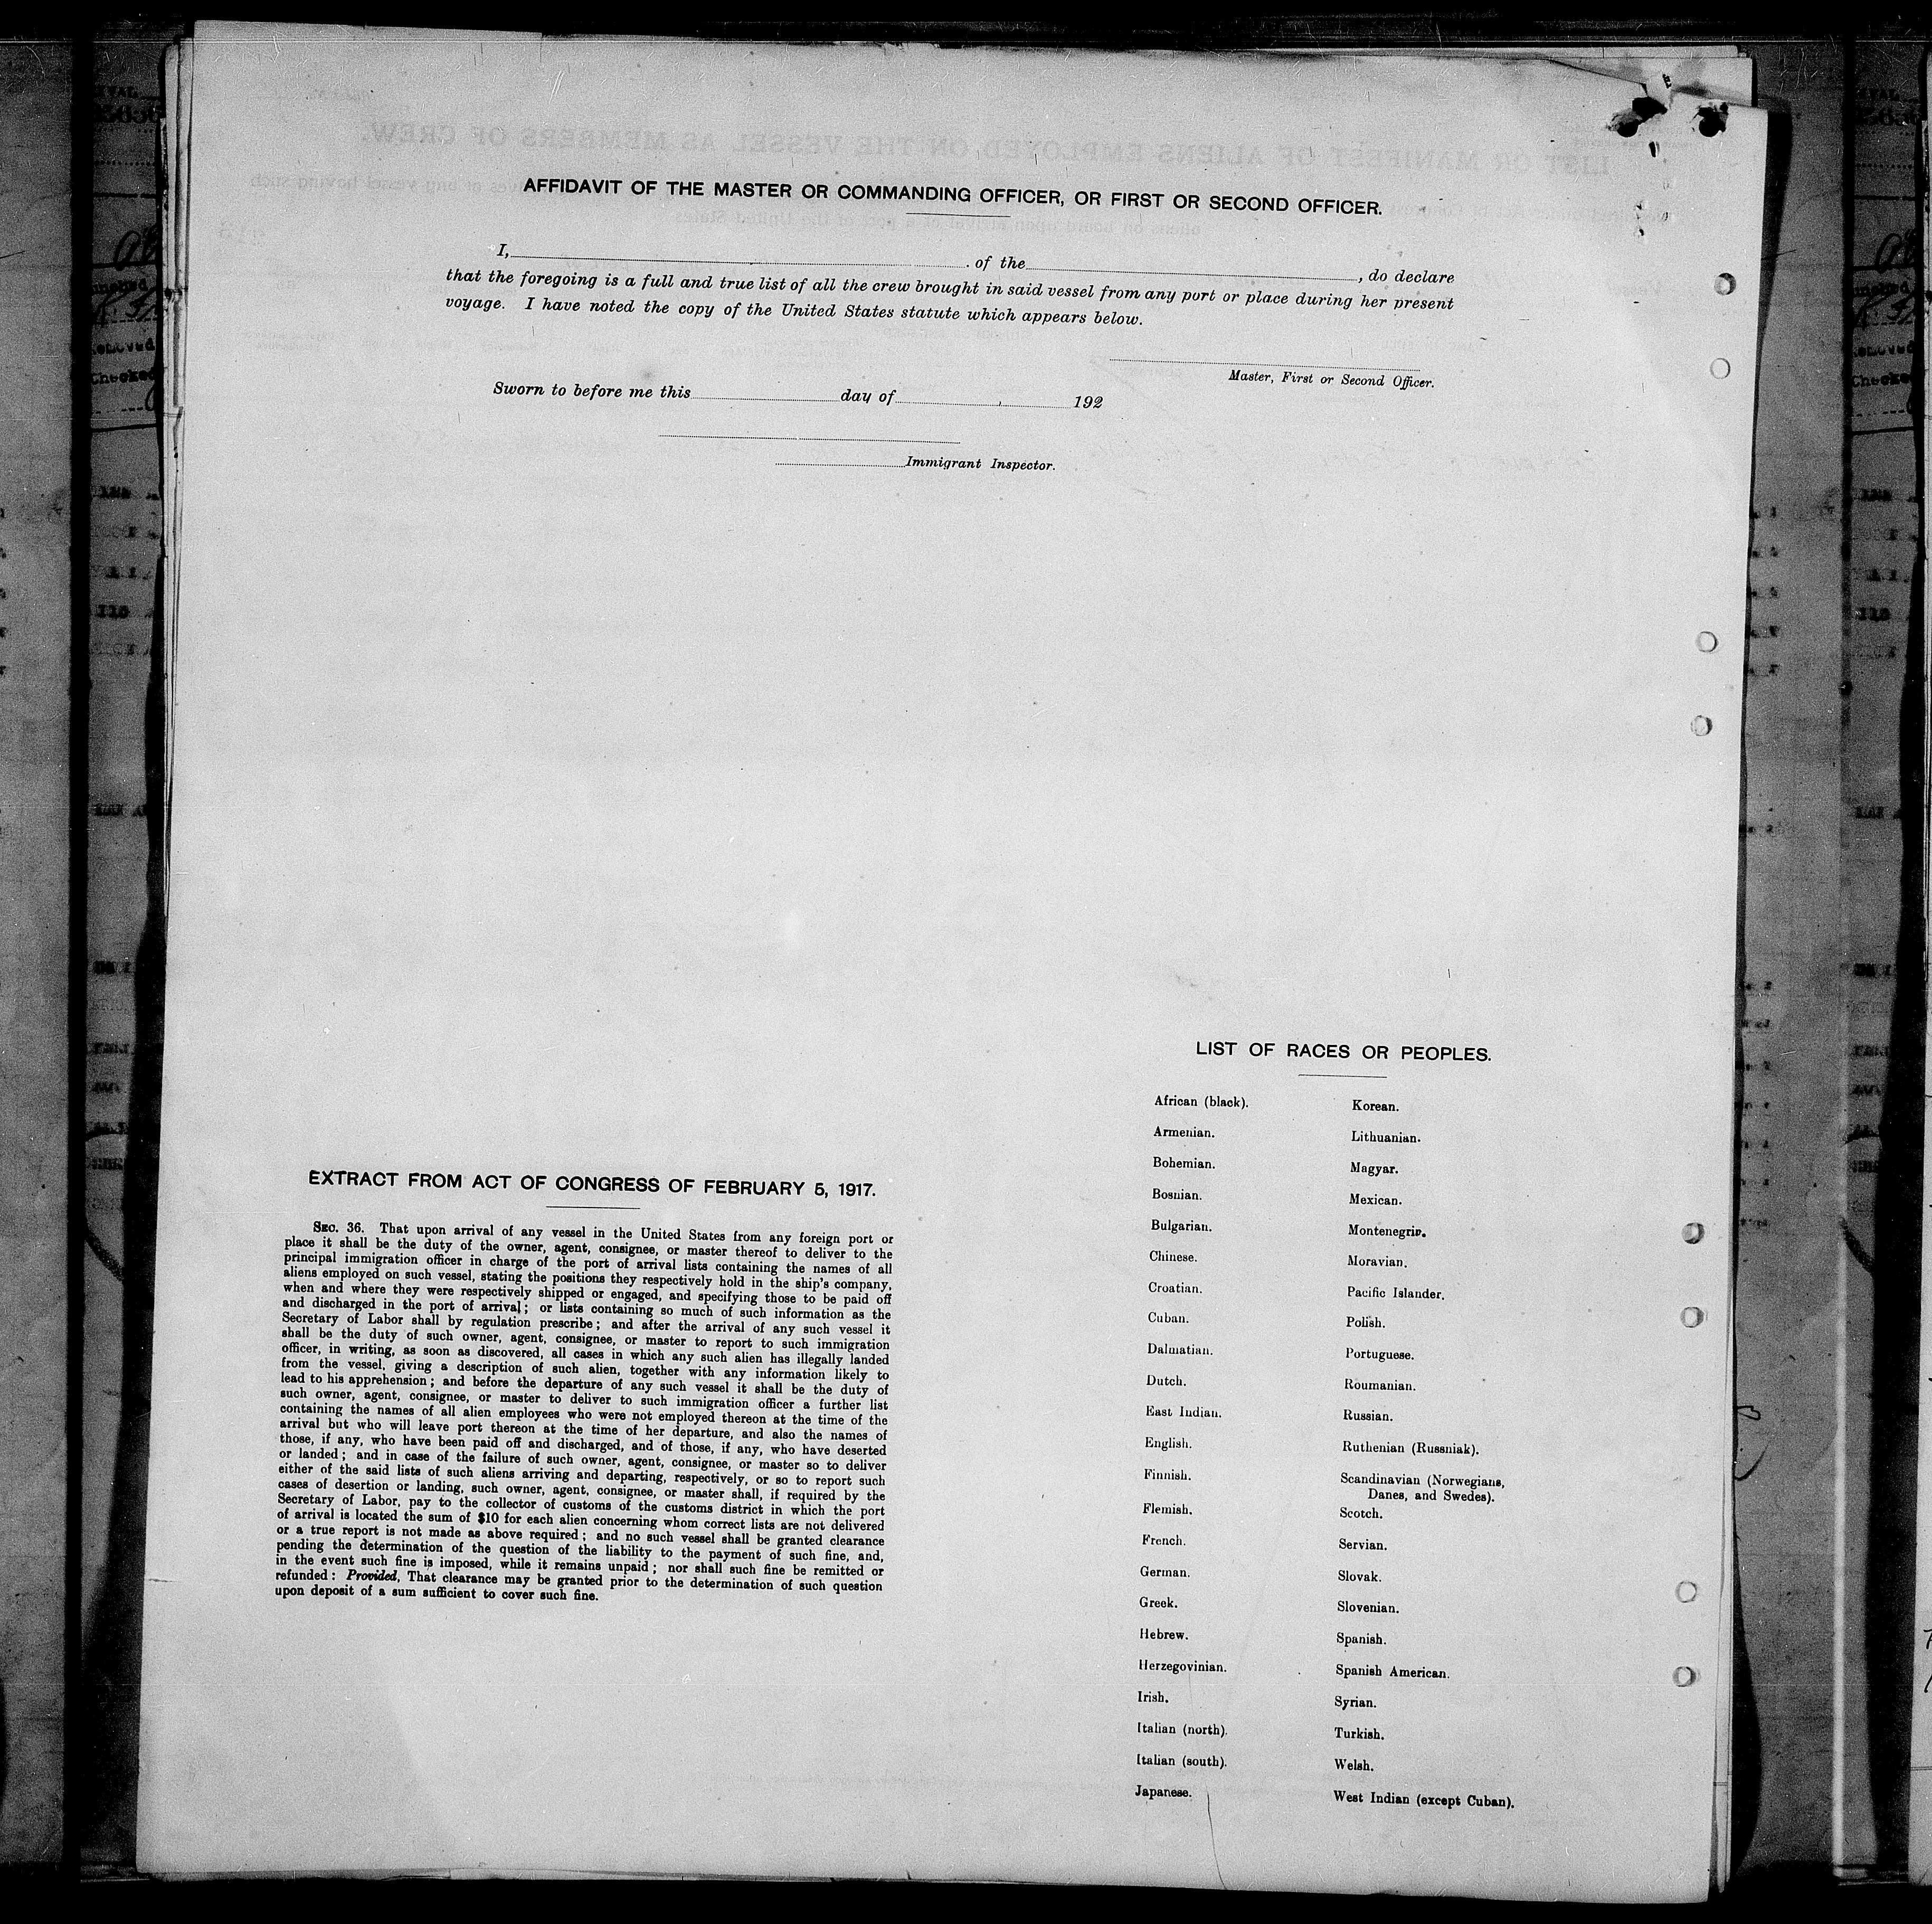 AFFIDAVIT OF THE MASTER OR COMMANDING OFFICER, OR FIRST OR SECOND OFFICER.
I, of the , do declare
that the foregoing is a full and true list of all the crew brought in said vessel from any port or place during her present
voyage. I have noted the copy of the United States statute which appears below.
Master, First or Second Officer.
Sworn to before me this day of 192
Immigrant Inspector.
EXTRACT FROM ACT OF CONGRESS OF FEBRUARY 5, 1917.
SEC. 36. That upon arrival of any vessel in the United States from any foreign port or
place it shall be the duty of the owner, agent, consignee, or master thereof to deliver to the
principal immigration officer in charge of the port of arrival lists containing the names of all
aliens employed on such vessel, stating the positions they respectively hold in the ship's company,
when and where they were respectively shipped or engaged, and specifying those to be paid off
and discharged in the port of arrival; or lists containing so much of such information as the
Secretary of Labor shall by regulation prescribe; and after the arrival of any such vessel it
shall be the duty of such owner, agent, consignee, or master to report to such immigration
officer, in writing, as soon as discovered, all cases in which any such alien has illegally landed
from the vessel, giving a description of such alien, together with any information likely to
lead to his apprehension; and before the departure of any such vessel it shall be the duty of
such owner, agent, consignee, or master to deliver to such immigration officer a further list
containing the names of all alien employees who were not employed thereon at the time of the
arrival but who will leave port thereon at the time of her departure, and also the names of
those, if any, who have been paid off and discharged, and of those, if any, who have deserted
or landed; and in case of the failure of such owner, agent, consignee, or master so to deliver
either of the said lists of such aliens arriving and departing, respectively, or so to report such
cases of desertion or landing, such owner, agent, consignee, or master shall, if required by the
Secretary of Labor, pay to the collector of customs of the customs district in which the port
of arrival is located the sum of $10 for each alien concerning whom correct lists are not delivered
or a true report is not made as above required; and no such vessel shall be granted clearance
pending the determination of the question of the liability to the payment of such fine, and,
in the event such fine is imposed, while it remains unpaid; nor shall such fine be remitted or
refunded: Provided, That clearance may be granted prior to the determination of such question
upon deposit of a sum sufficient to cover such fine.
LIST OF RACES OR PEOPLES.
African (black).
Armenian.
Bohemian.
Bosnian.
Bulgarian.
Chinese.
Croatian.
Cuban.
Dalmatian.
Dutch.
East Indian.
English.
Finnish.
Flemish.
French.
German.
Greek.
Hebrew.
Herzegovinian.
Irish.
Italian (north).
Italian (south).
Japanese.
Korean.
Lithuanian.
Magyar.
Mexican.
Montenegrin.
Moravian.
Pacific Islander.
Polish.
Portuguese.
Roumanian.
Russian.
Ruthenian (Russniak).
Scandinavian (Norwegians,
Danes, and Swedes).
Scotch.
Servian.
Slovak.
Slovenian.
Spanish.
Spanish American.
Syrian.
Turkish.
Welsh.
West Indian (except Cuban).